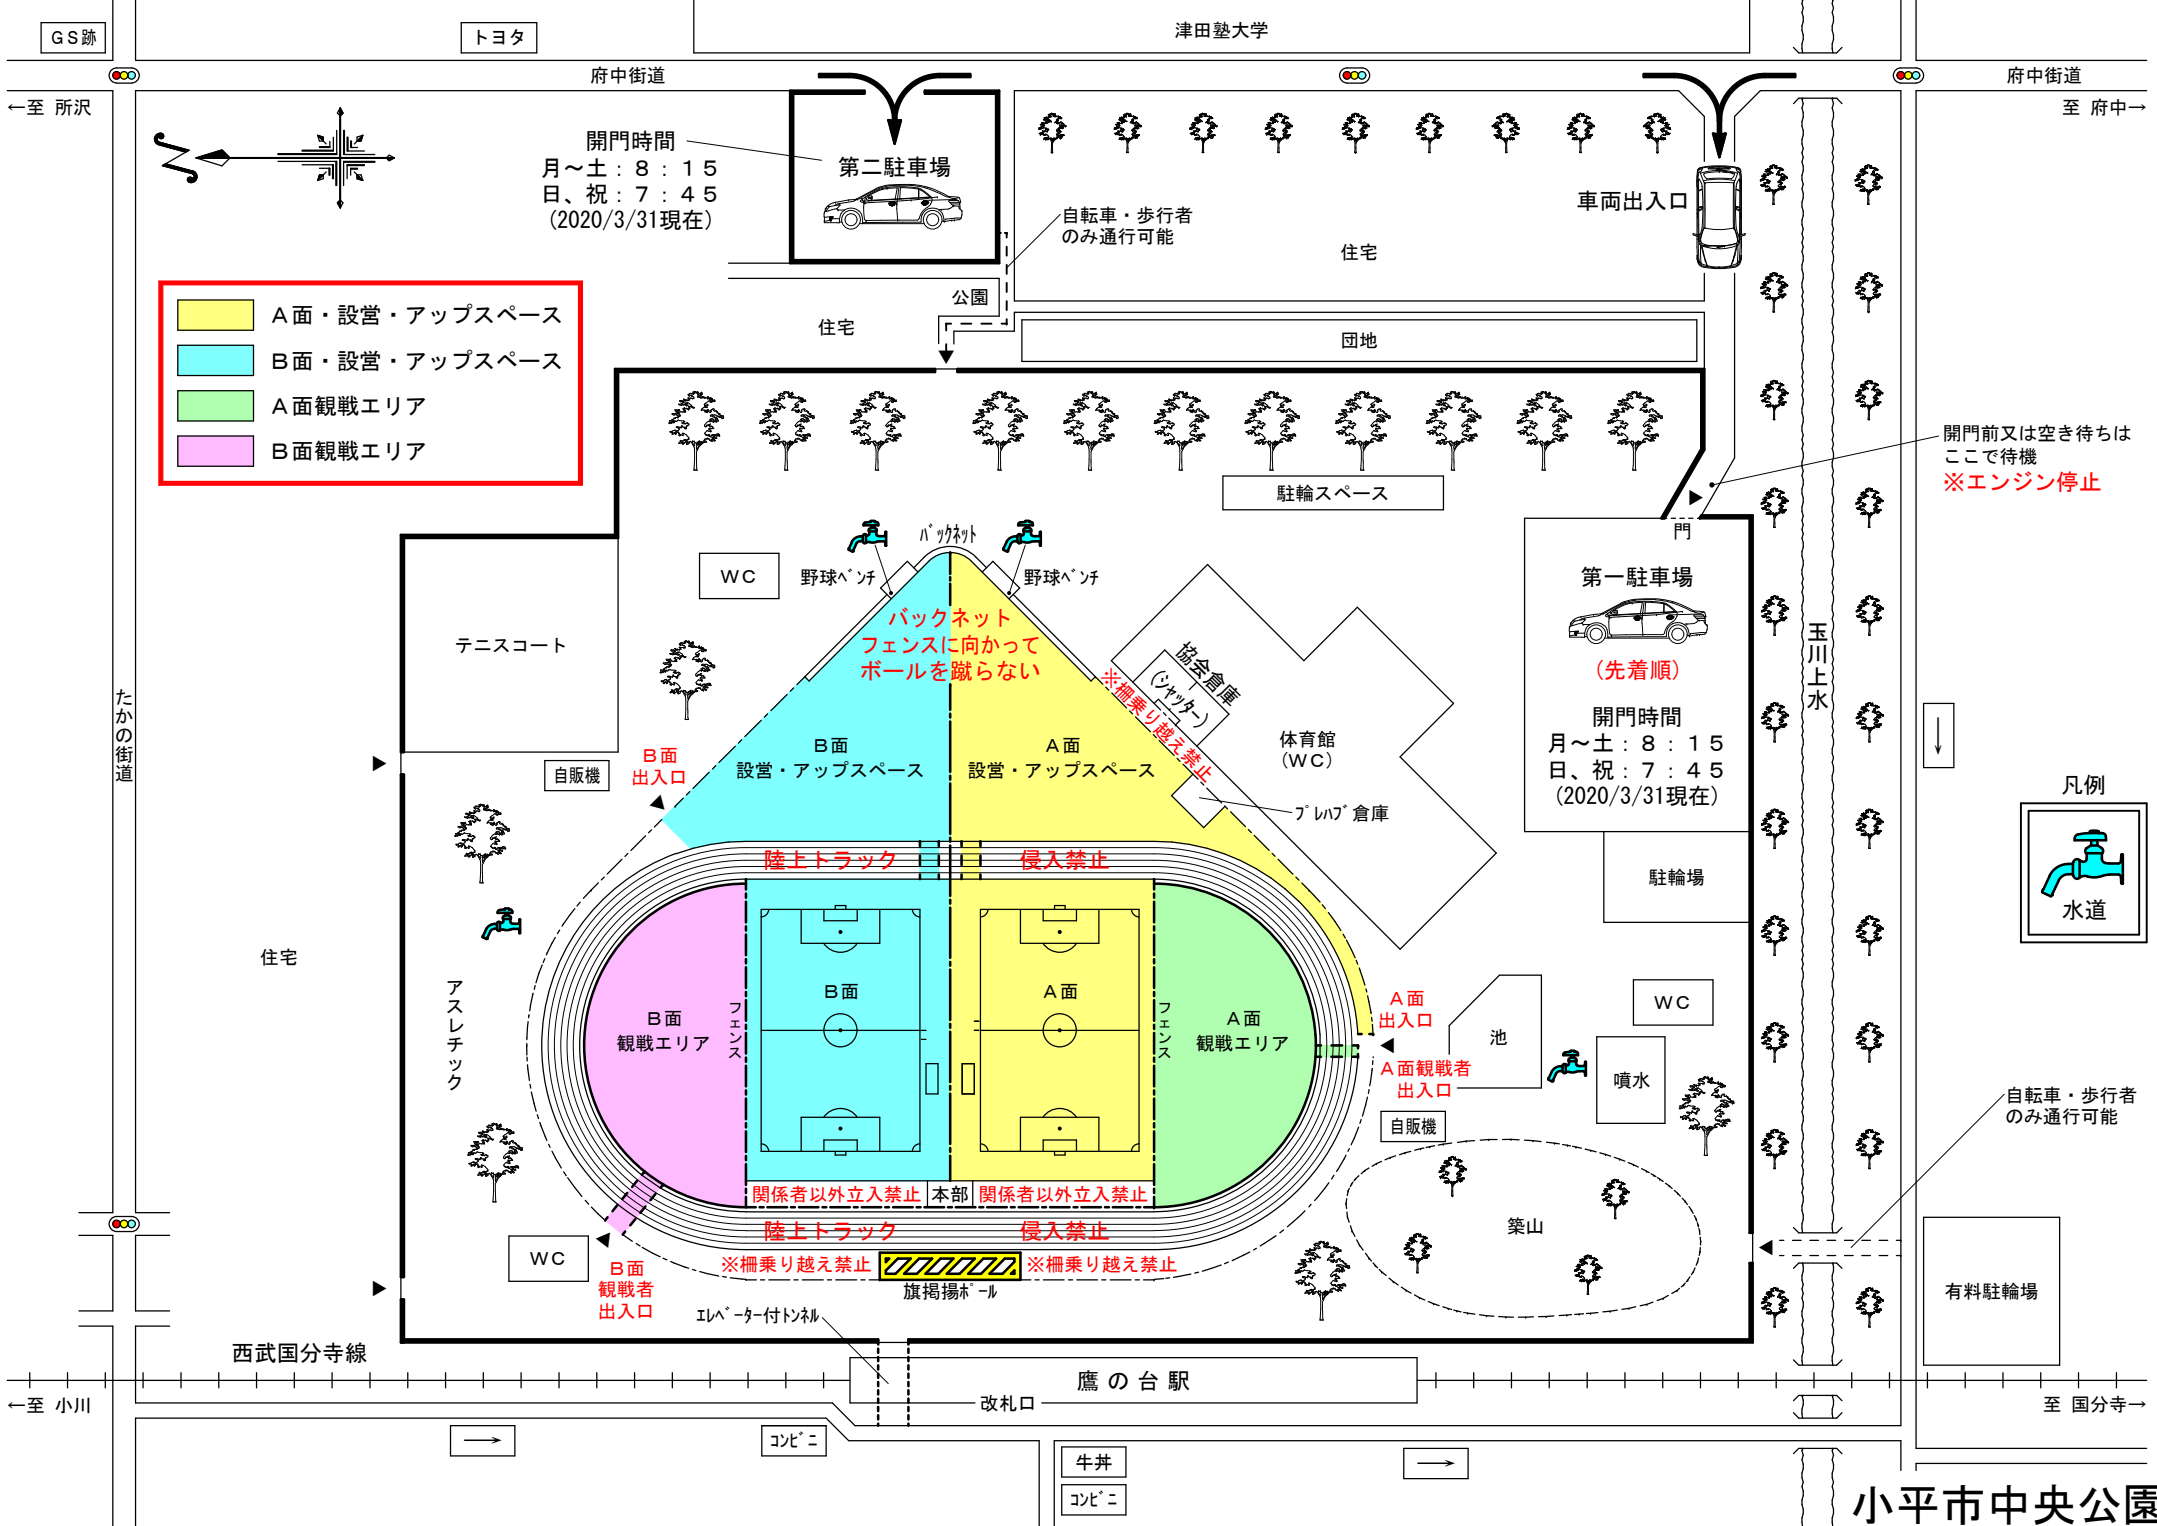 GS跡
トヨタ
津田塾大学
府中街道
府中街道
←至 所沢
至 府中→
開門時間
月～土：8：15
日、祝：7：45
(2020/3/31現在)
第二駐車場
自転車・歩行者
のみ通行可能
車両出入口
住宅
公園
住宅
団地
A面・設営・アップスペース
B面・設営・アップスペース
A面観戦エリア
B面観戦エリア
開門前又は空き待ちは
ここで待機
※エンジン停止
駐輪スペース
門
バックネット
WC
野球ベンチ
野球ベンチ
第一駐車場
(先着順)
開門時間
月～土：8：15
日、祝：7：45
(2020/3/31現在)
バックネット
フェンスに向かって
ボールを蹴らない
テニスコート
協会倉庫
(シャッター)
※柵乗り越え禁止
体育館
(WC)
玉川上水
たかの街道
B面
出入口
自販機
B面
設営・アップスペース
A面
設営・アップスペース
プレハブ倉庫
凡例
水道
陸上トラック
侵入禁止
駐輪場
住宅
アスレチック
B面
観戦エリア
フェンス
B面
A面
フェンス
A面
観戦エリア
A面
出入口
A面観戦者
出入口
池
WC
噴水
自販機
自転車・歩行者
のみ通行可能
関係者以外立入禁止
本部
関係者以外立入禁止
陸上トラック
侵入禁止
築山
WC
B面
観戦者
出入口
※柵乗り越え禁止
※柵乗り越え禁止
旗掲揚ポール
有料駐輪場
エレベーター付トンネル
西武国分寺線
鷹の台駅
改札口
←至 小川
至 国分寺→
→
コンビニ
牛丼
コンビニ
→
小平市中央公園